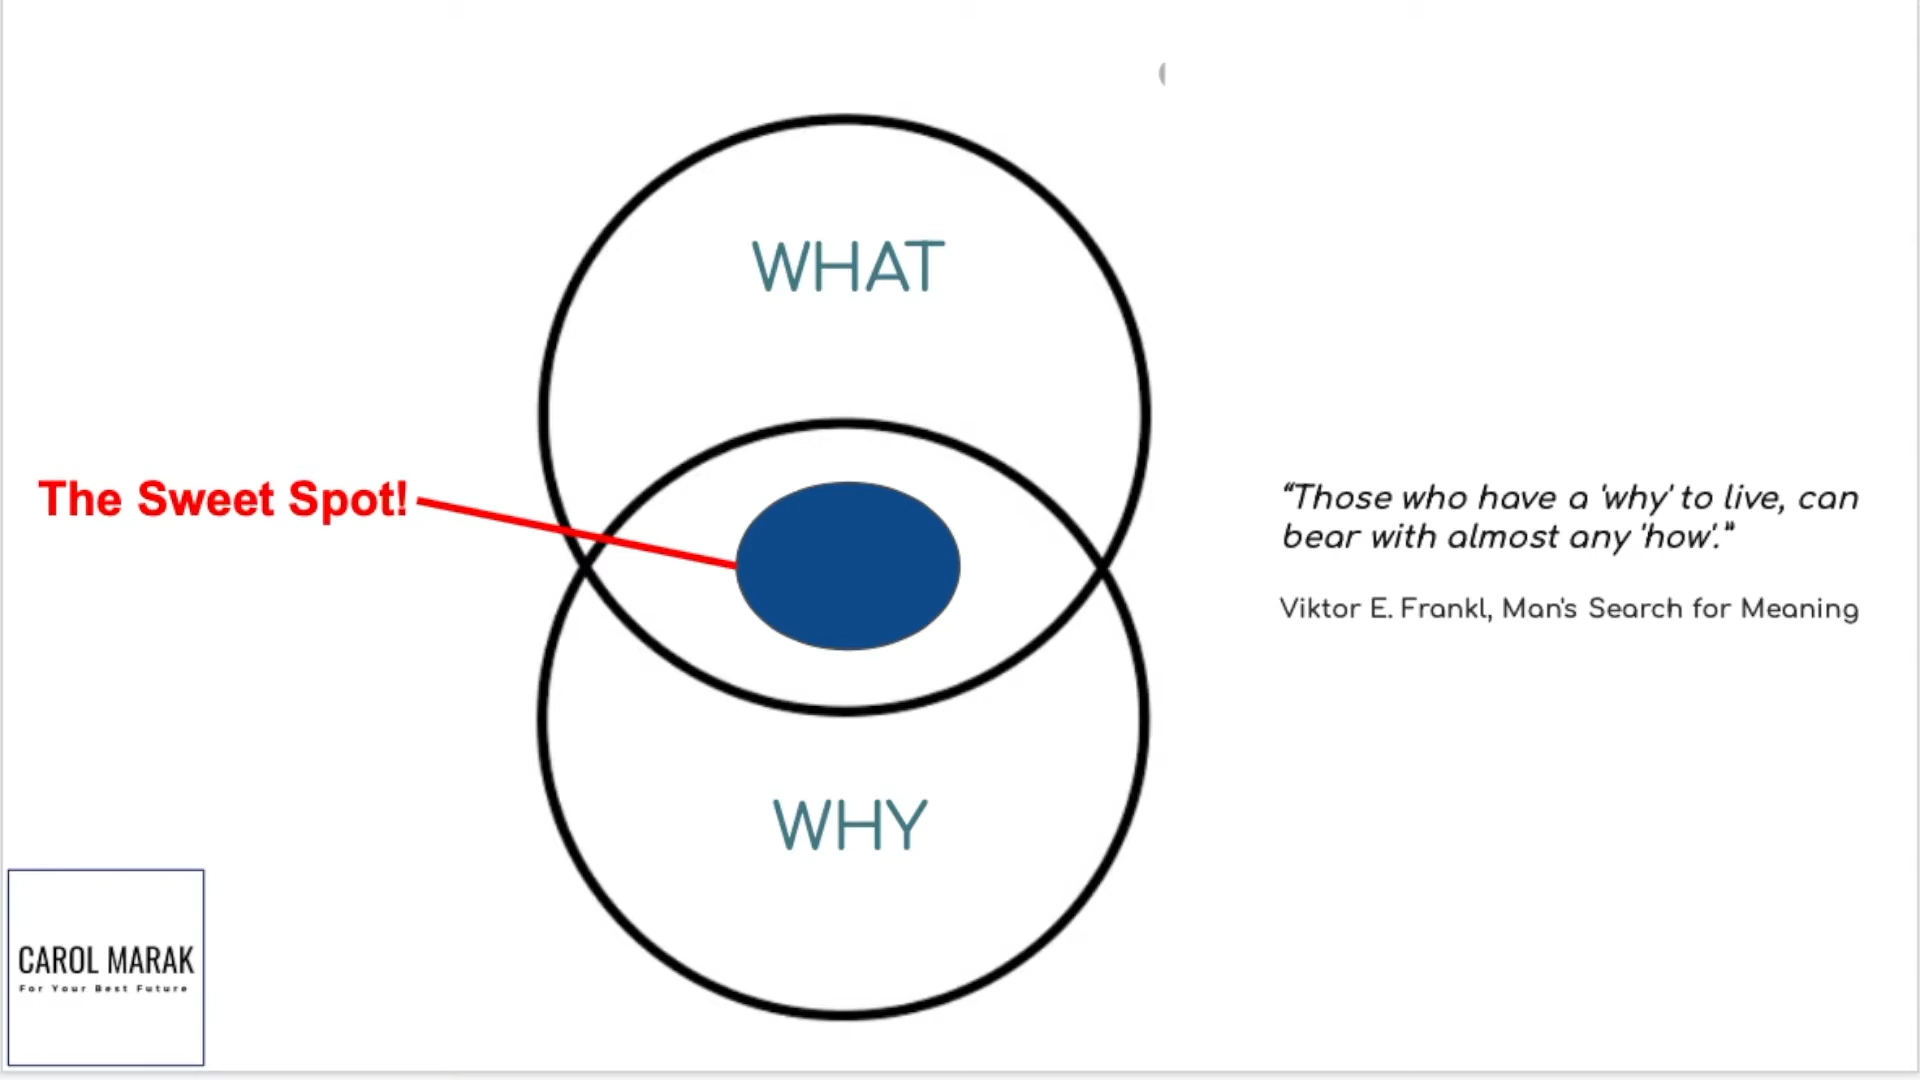 WHAT
The Sweet Spot!
“Those who have a 'why' to live, can
bear with almost any 'how'.”
Viktor E. Frankl, Man's Search for Meaning
WHY
CAROL MARAK
For Your Best Future